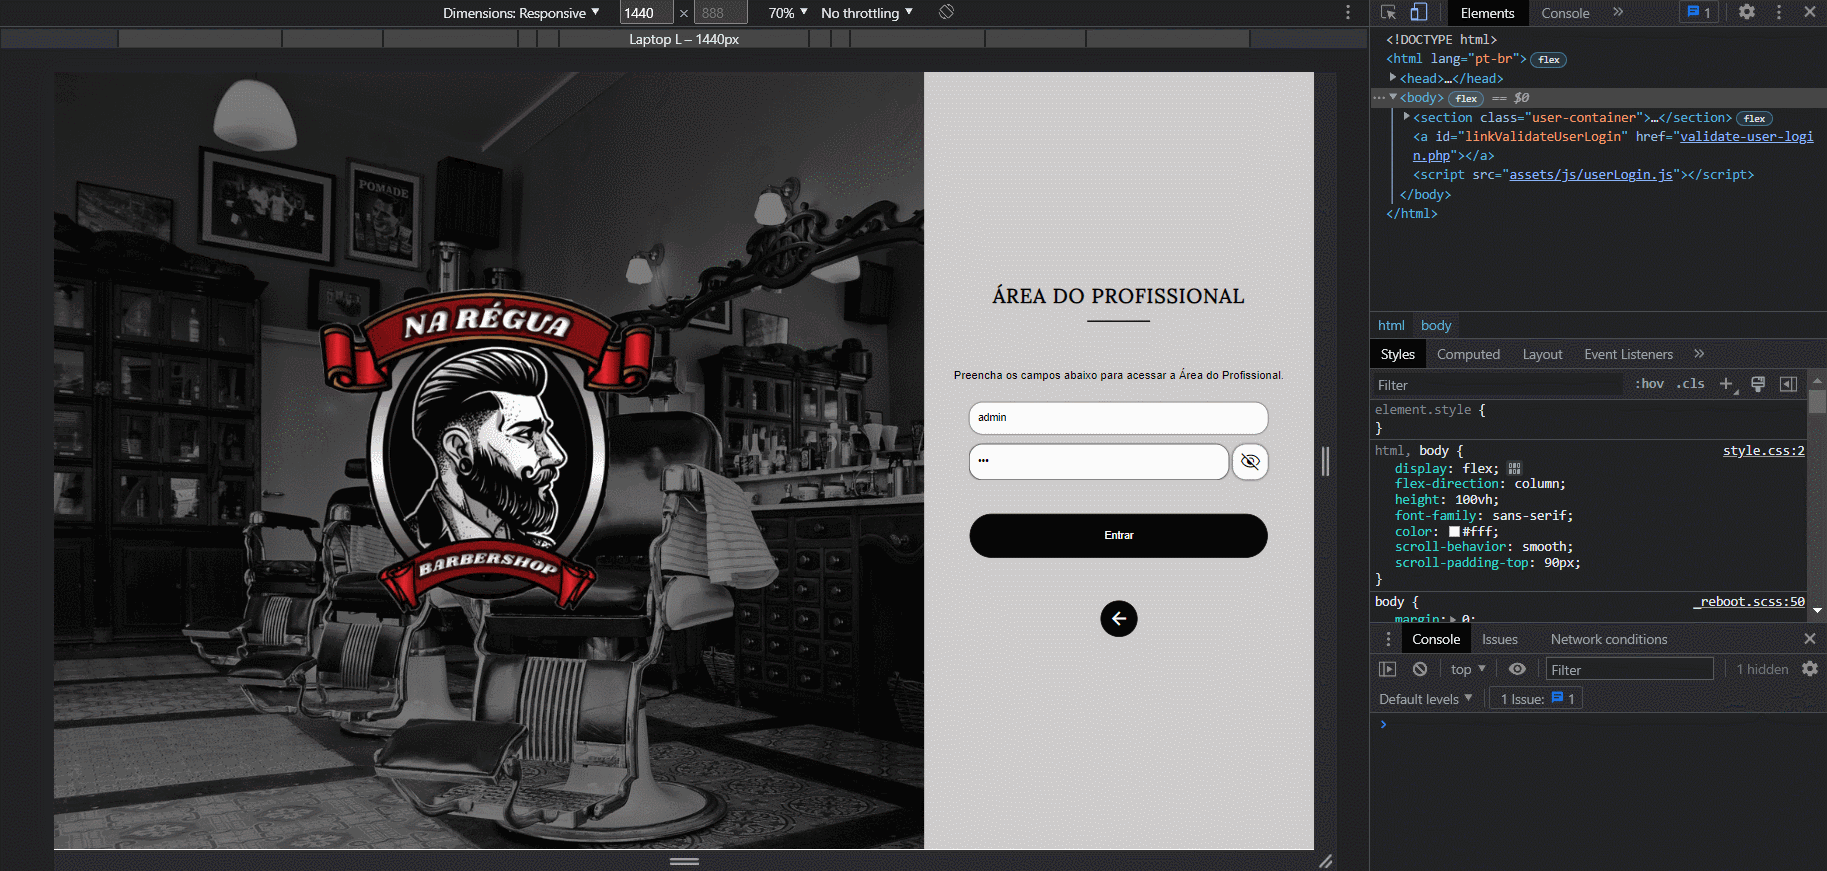 Dimensions: Responsive ▼ 1440 × 888 70% ▼ No throttling ▼
Laptop L – 1440px
POMADE
NA RÉGUA
BARBERSHOP
ÁREA DO PROFISSIONAL
Preencha os campos abaixo para acessar a Área do Profissional.
admin
•••
Entrar
Elements Console » 1
<!DOCTYPE html>
<html lang="pt-br"> flex
<head>…</head>
<body> flex == $0
<section class="user-container">…</section> flex
<a id="linkValidateUserLogin" href="validate-user-logi
n.php"></a>
<script src="assets/js/userLogin.js"></script>
</body>
</html>
html body
Styles Computed Layout Event Listeners »
Filter :hov .cls +
element.style {
}
html, body { style.css:2
display: flex;
flex-direction: column;
height: 100vh;
font-family: sans-serif;
color: #fff;
scroll-behavior: smooth;
scroll-padding-top: 90px;
}
body { _reboot.scss:50
margin: 0;
Console Issues Network conditions
top ▼ Filter 1 hidden
Default levels ▼ 1 Issue: 1